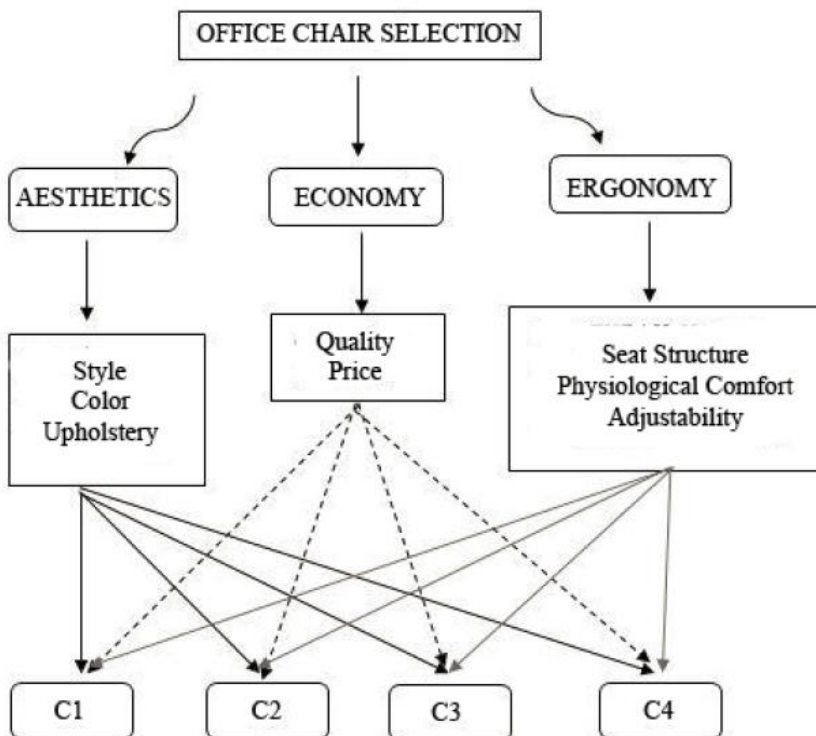 OFFICE CHAIR SELECTION
AESTHETICS
ECONOMY
ERGONOMY
Style
Color
Upholstery
Quality
Price
Seat Structure
Physiological Comfort
Adjustability
C1
C2
C3
C4